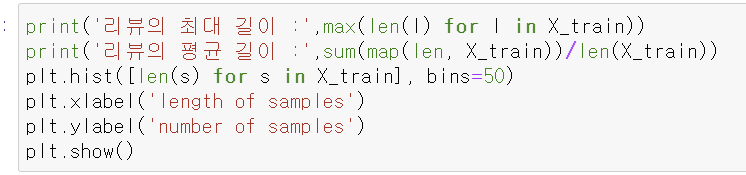 print('리뷰의 최대 길이 :',max(len(l) for l in X_train))
print('리뷰의 평균 길이 :',sum(map(len, X_train))/len(X_train))
plt.hist([len(s) for s in X_train], bins=50)
plt.xlabel('length of samples')
plt.ylabel('number of samples')
plt.show()